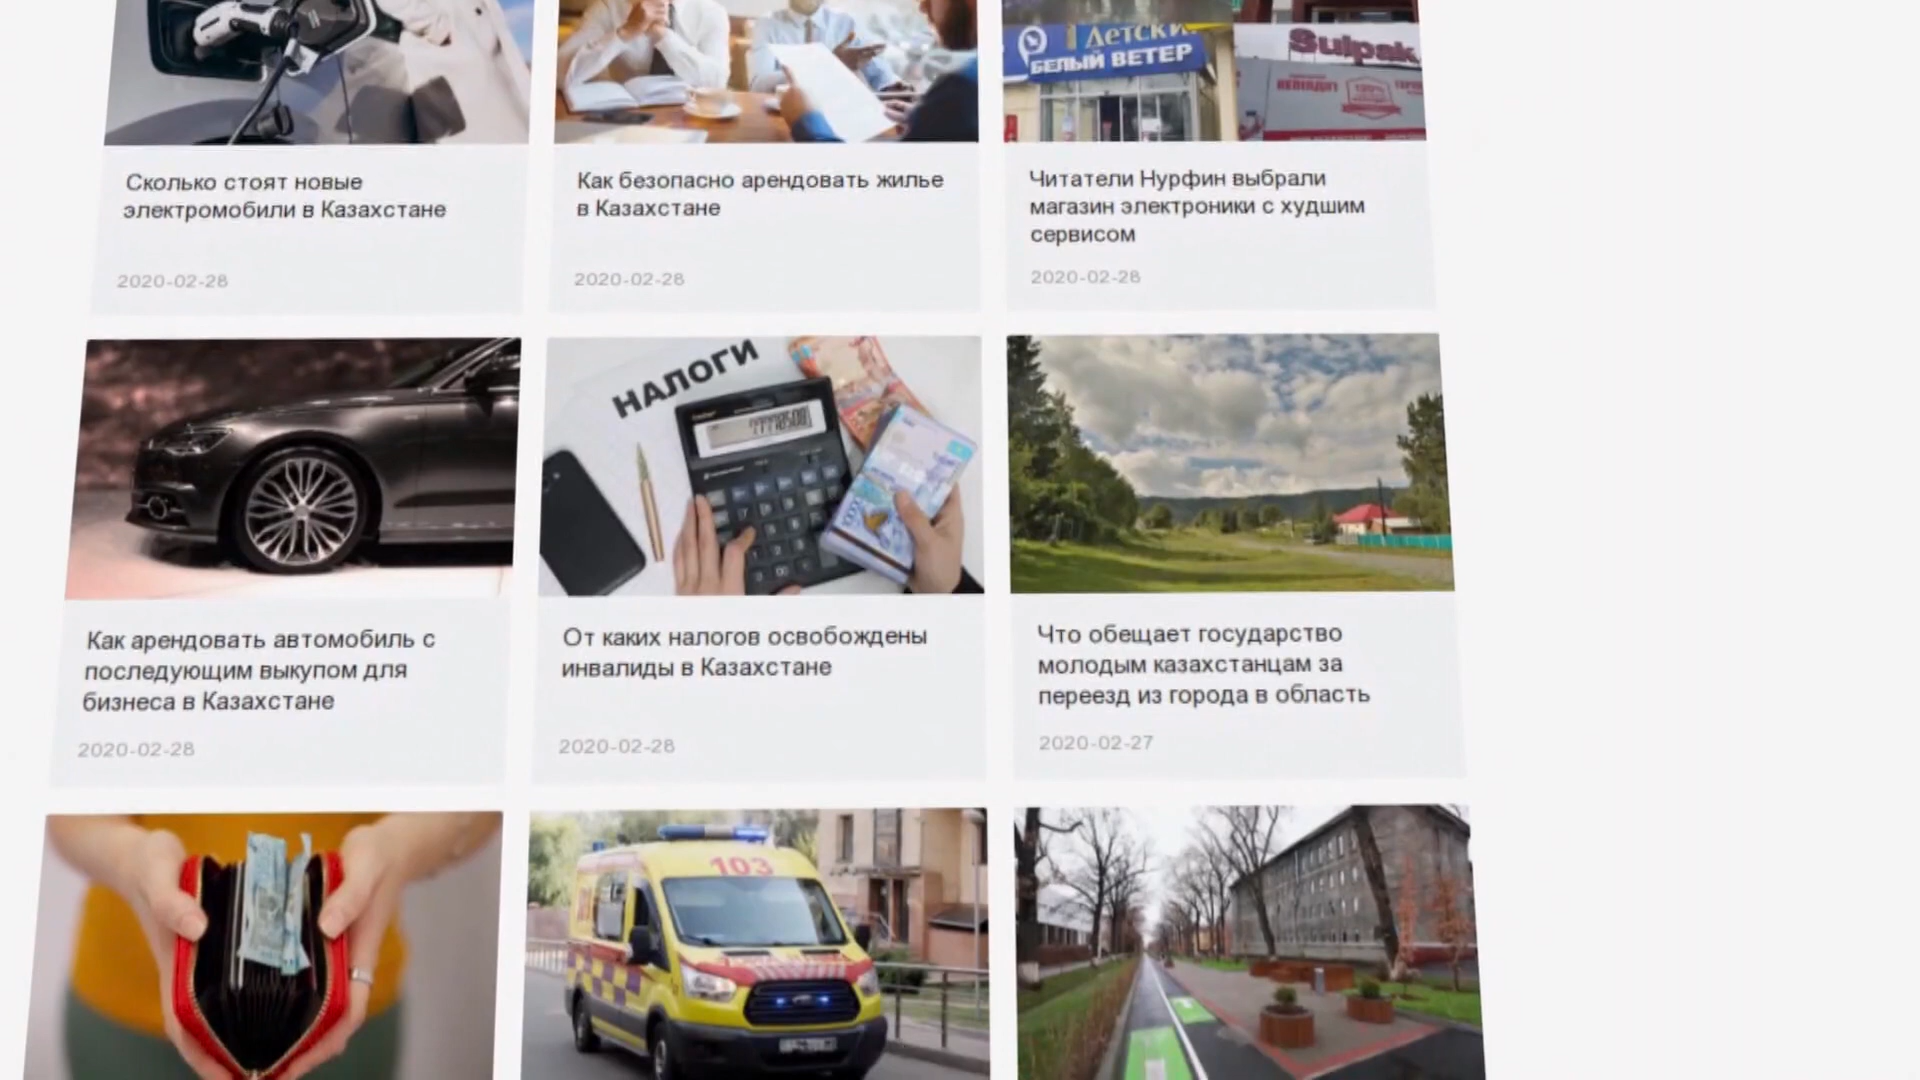 Детски
БЕЛЫЙ ВЕТЕР
Sulpak
Сколько стоят новые
электромобили в Казахстане
2020-02-28
Как безопасно арендовать жилье
в Казахстане
2020-02-28
Читатели Нурфин выбрали
магазин электроники с худшим
сервисом
2020-02-28
НАЛОГИ
Как арендовать автомобиль с
последующим выкупом для
бизнеса в Казахстане
2020-02-28
От каких налогов освобождены
инвалиды в Казахстане
2020-02-28
Что обещает государство
молодым казахстанцам за
переезд из города в область
2020-02-27
103